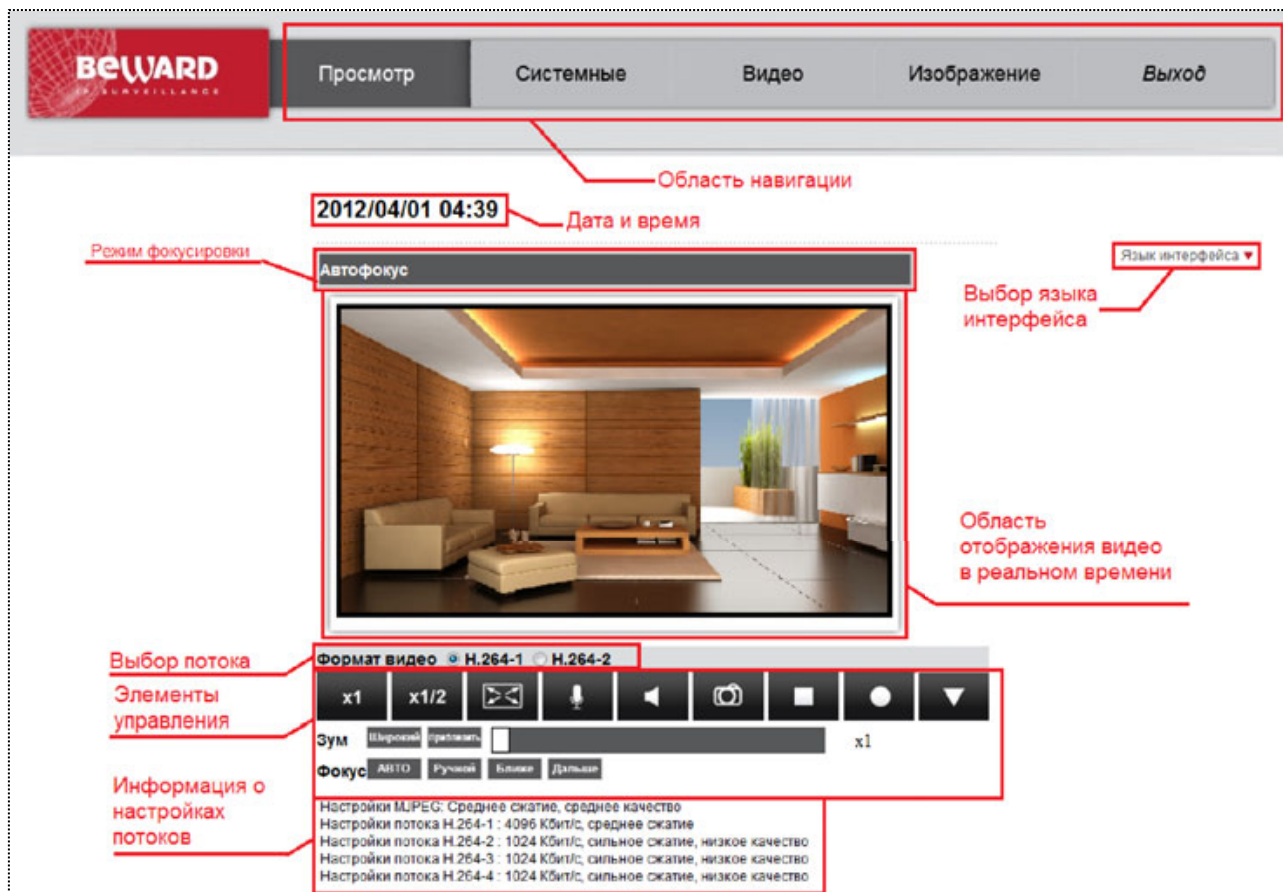 BEWARD
IP SURVEILLANCE
Просмотр
Системные
Видео
Изображение
Выход
Область навигации
2012/04/01 04:39
Дата и время
Режим фокусировки
Автофокус
Язык интерфейса
Выбор языка
интерфейса
Область
отображения видео
в реальном времени
Выбор потока
Формат видео H.264-1 H.264-2
Элементы
управления
x1 x1/2
Зум Широкий Приблизить x1
Фокус АВТО Ручной Ближе Дальше
Информация о
настройках
потоков
Настройки MJPEG: Среднее сжатие, среднее качество
Настройки потока H.264-1 : 4096 Кбит/с, среднее сжатие
Настройки потока H.264-2 : 1024 Кбит/с, сильное сжатие, низкое качество
Настройки потока H.264-3 : 1024 Кбит/с, сильное сжатие, низкое качество
Настройки потока H.264-4 : 1024 Кбит/с, сильное сжатие, низкое качество